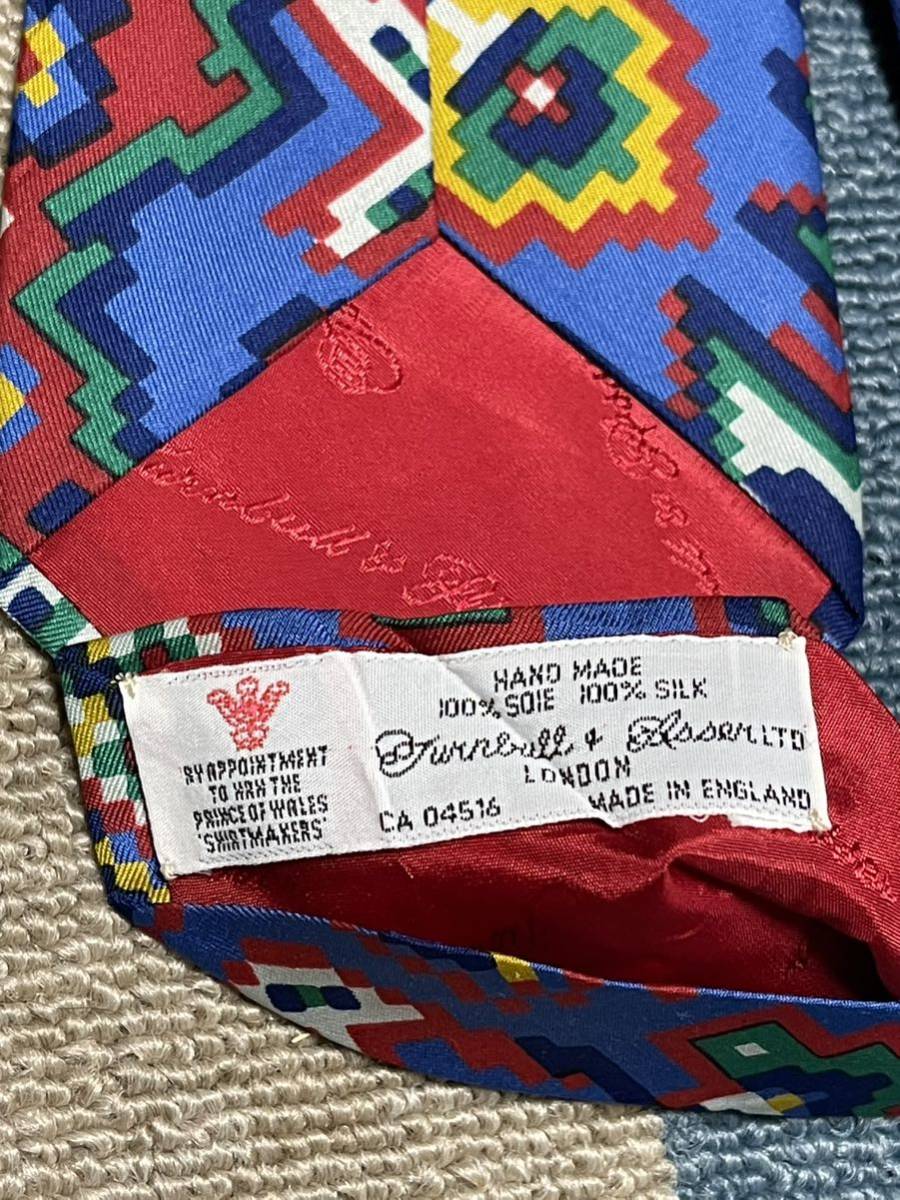 Turnbull & 
BY APPOINTMENT
TO HRH THE
PRINCE OF WALES
'SHIRTMAKERS'
HAND MADE
100% SOIE 100% SILK
Turnbull & Asser LTD
LONDON
CA 04516 MADE IN ENGLAND